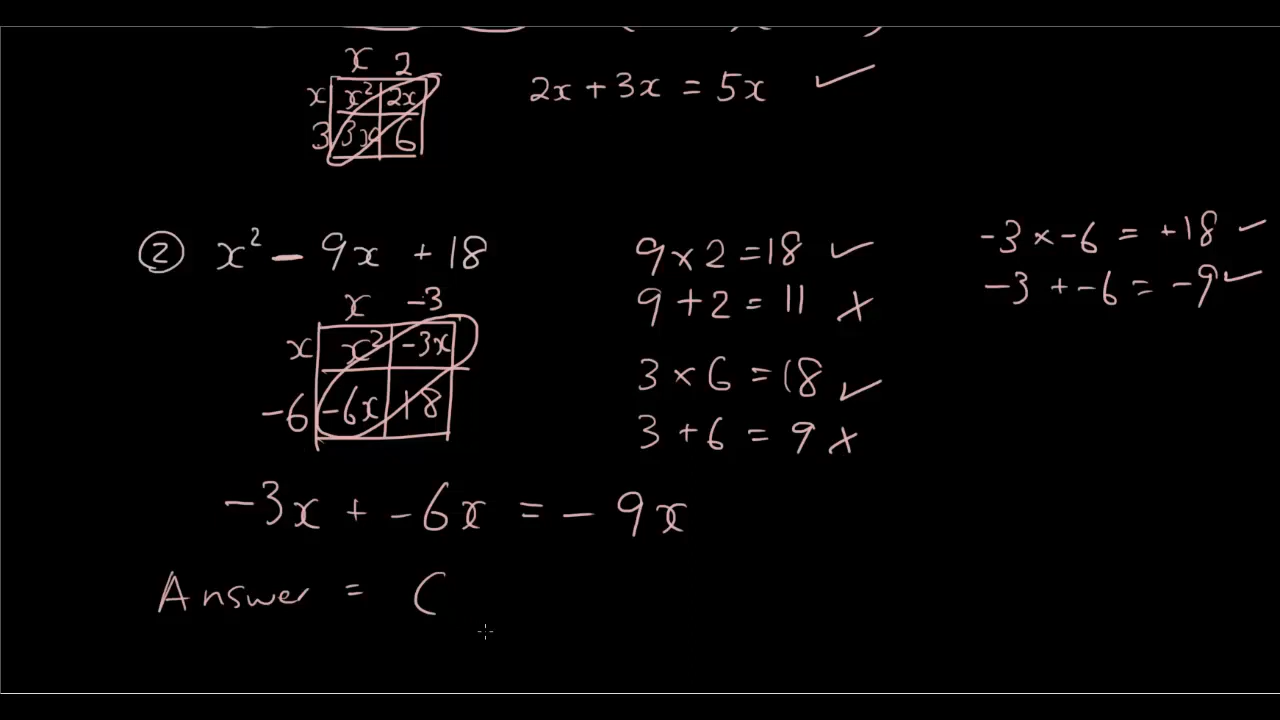 x 2
x x² 2x
3 3x 6
2x + 3x = 5x ✓
② x² - 9x + 18
x -3
x x² -3x
-6 -6x 18
9 × 2 = 18 ✓
9 + 2 = 11 ×
3 × 6 = 18 ✓
3 + 6 = 9 ×
-3 × -6 = +18 ✓
-3 + -6 = -9 ✓
-3x + -6x = -9x
Answer = (